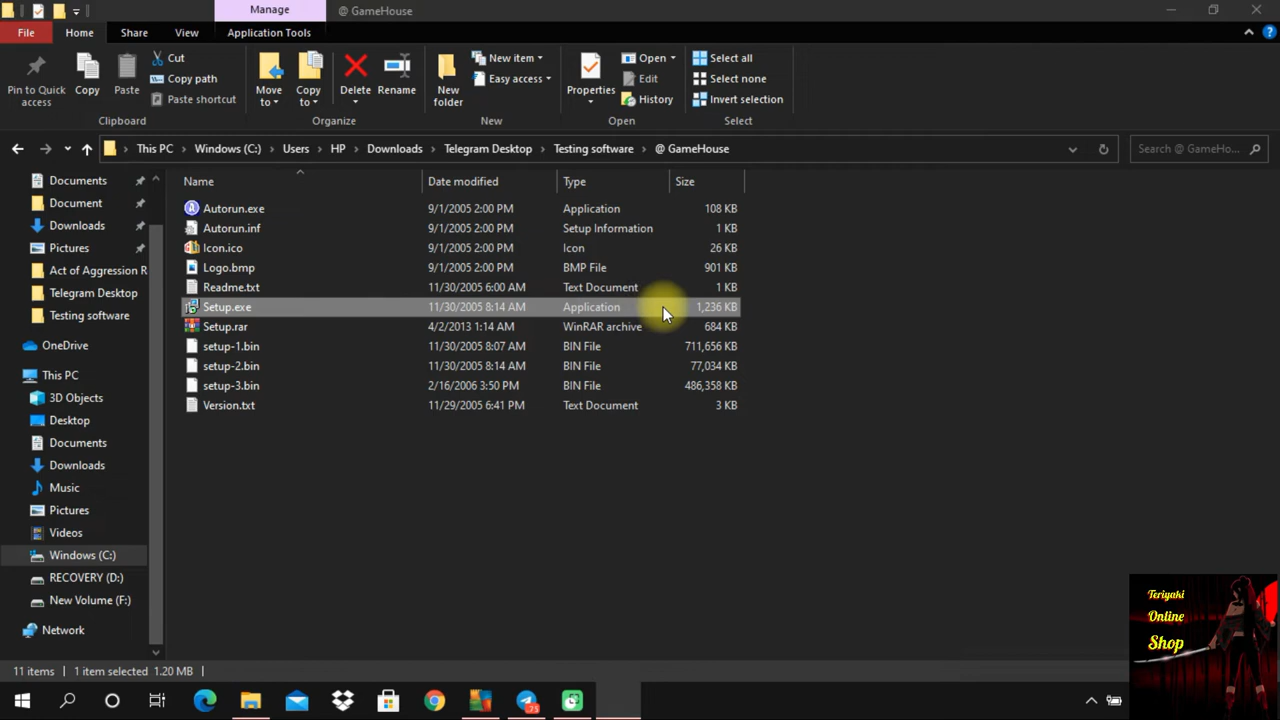 Manage
@ GameHouse
File
Home
Share
View
Application Tools
Pin to Quick access
Copy
Paste
Cut
Copy path
Paste shortcut
Clipboard
Move to
Copy to
Delete
Rename
Organize
New folder
New item
Easy access
New
Properties
Open
Edit
History
Open
Select all
Select none
Invert selection
Select
This PC > Windows (C:) > Users > HP > Downloads > Telegram Desktop > Testing software > @ GameHouse
Search @ GameHo...
Name Date modified Type Size
Autorun.exe 9/1/2005 2:00 PM Application 108 KB
Autorun.inf 9/1/2005 2:00 PM Setup Information 1 KB
Icon.ico 9/1/2005 2:00 PM Icon 26 KB
Logo.bmp 9/1/2005 2:00 PM BMP File 901 KB
Readme.txt 11/30/2005 6:00 AM Text Document 1 KB
Setup.exe 11/30/2005 8:14 AM Application 1,236 KB
Setup.rar 4/2/2013 1:14 AM WinRAR archive 684 KB
setup-1.bin 11/30/2005 8:07 AM BIN File 711,656 KB
setup-2.bin 11/30/2005 8:14 AM BIN File 77,034 KB
setup-3.bin 2/16/2006 3:50 PM BIN File 486,358 KB
Version.txt 11/29/2005 6:41 PM Text Document 3 KB
Documents
Document
Downloads
Pictures
Act of Aggression R
Telegram Desktop
Testing software
OneDrive
This PC
3D Objects
Desktop
Documents
Downloads
Music
Pictures
Videos
Windows (C:)
RECOVERY (D:)
New Volume (F:)
Network
11 items
1 item selected 1.20 MB
Teriyaki
Online
Shop